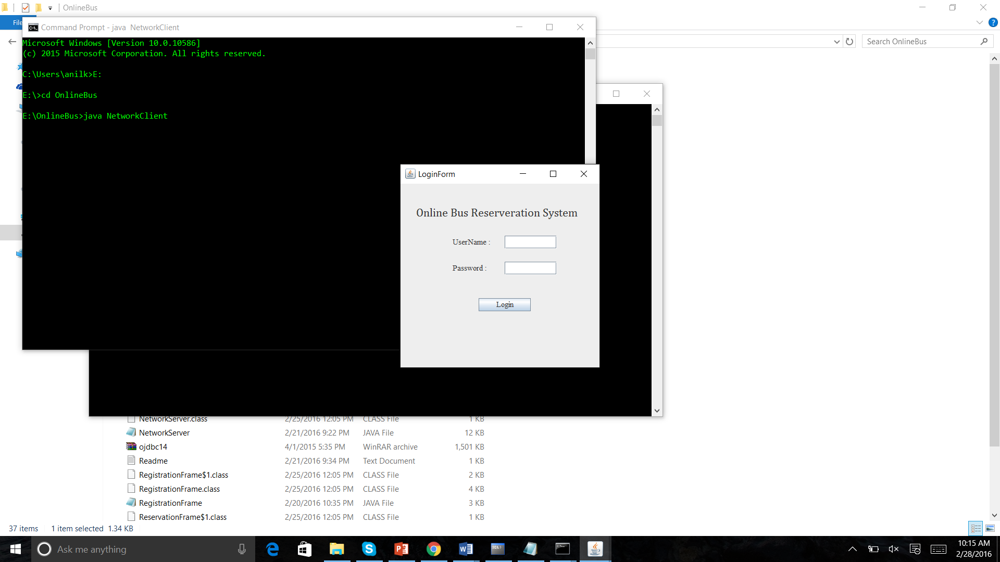 OnlineBus
File
Command Prompt - java  NetworkClient
Search OnlineBus
Microsoft Windows [Version 10.0.10586]
(c) 2015 Microsoft Corporation. All rights reserved.
C:\Users\anilk>E:
E:\>cd OnlineBus
E:\OnlineBus>java NetworkClient
LoginForm
Online Bus Reserveration System
UserName :
Password :
Login
NetworkServer.class 2/25/2016 12:05 PM CLASS File 1 KB
NetworkServer 2/21/2016 9:22 PM JAVA File 12 KB
ojdbc14 4/1/2015 5:35 PM WinRAR archive 1,501 KB
Readme 2/21/2016 9:34 PM Text Document 1 KB
RegistrationFrame$1.class 2/25/2016 12:05 PM CLASS File 2 KB
RegistrationFrame.class 2/25/2016 12:05 PM CLASS File 4 KB
RegistrationFrame 2/20/2016 10:35 PM JAVA File 3 KB
ReservationFrame$1.class 2/25/2016 12:05 PM CLASS File 1 KB
37 items 1 item selected 1.34 KB
Ask me anything
10:15 AM
2/28/2016